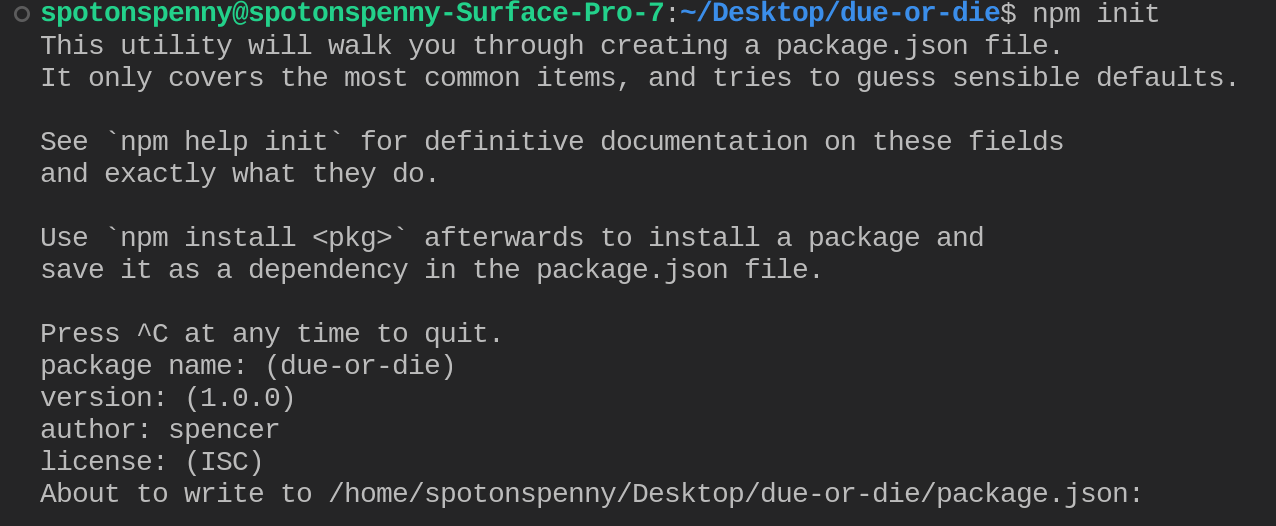 spotonspenny@spotonspenny-Surface-Pro-7:~/Desktop/due-or-die$ npm init
This utility will walk you through creating a package.json file.
It only covers the most common items, and tries to guess sensible defaults.

See `npm help init` for definitive documentation on these fields
and exactly what they do.

Use `npm install <pkg>` afterwards to install a package and
save it as a dependency in the package.json file.

Press ^C at any time to quit.
package name: (due-or-die)
version: (1.0.0)
author: spencer
license: (ISC)
About to write to /home/spotonspenny/Desktop/due-or-die/package.json: